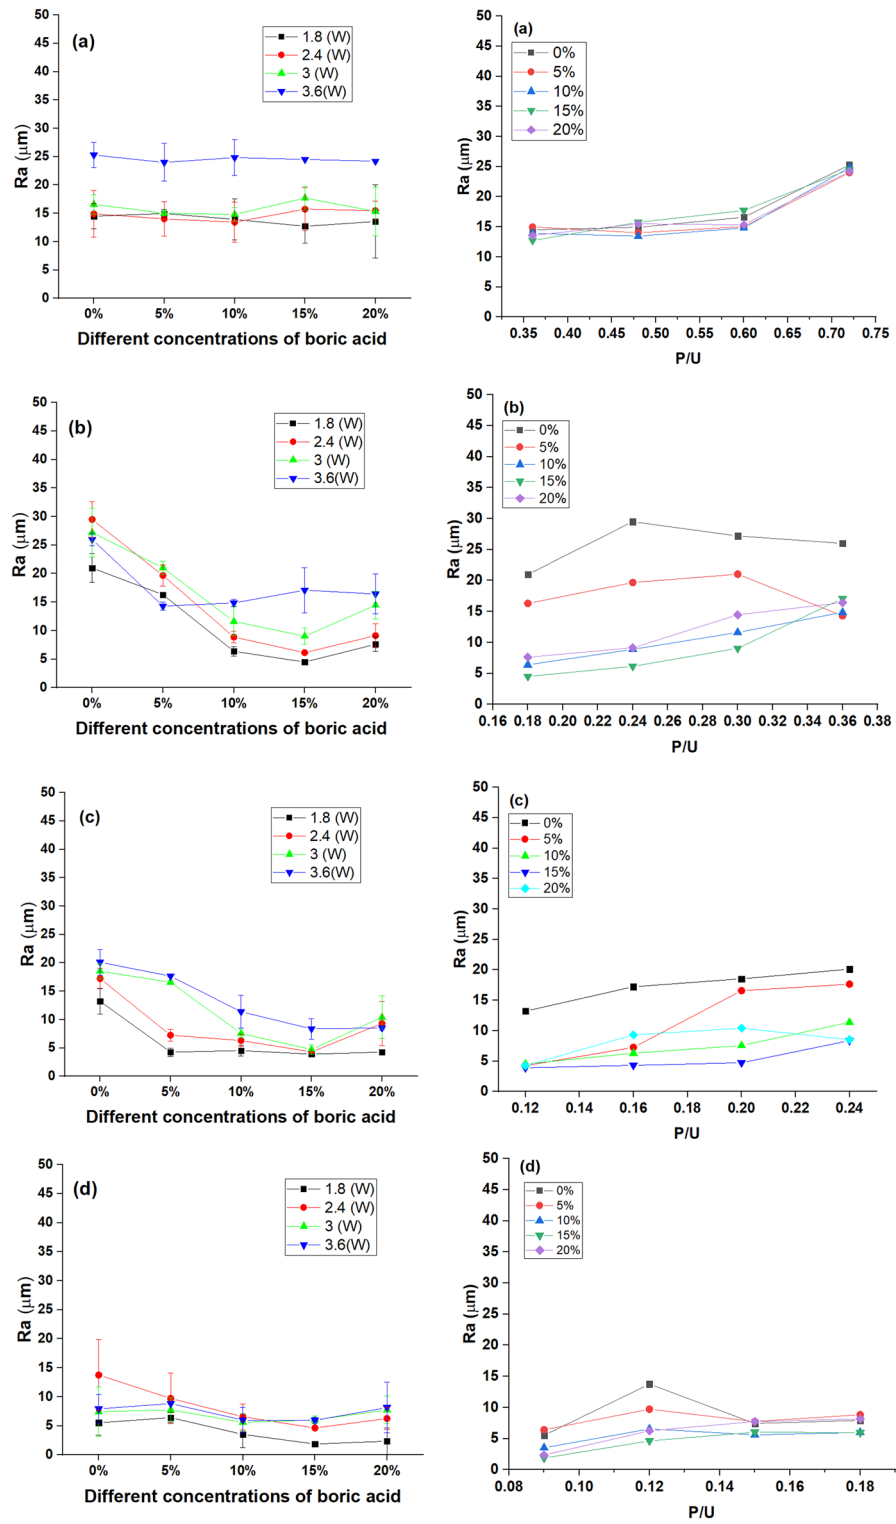 (a)
1.8 (W)
2.4 (W)
3 (W)
3.6(W)
50
45
40
35
30
25
20
15
10
5
0
Ra (μm)
0% 5% 10% 15% 20%
Different concentrations of boric acid
(a)
0%
5%
10%
15%
20%
50
45
40
35
30
25
20
15
10
5
0
Ra (μm)
0.35 0.40 0.45 0.50 0.55 0.60 0.65 0.70 0.75
P/U
(b)
1.8 (W)
2.4 (W)
3 (W)
3.6(W)
50
45
40
35
30
25
20
15
10
5
0
Ra (μm)
0% 5% 10% 15% 20%
Different concentrations of boric acid
(b)
0%
5%
10%
15%
20%
50
45
40
35
30
25
20
15
10
5
0
Ra (μm)
0.16 0.18 0.20 0.22 0.24 0.26 0.28 0.30 0.32 0.34 0.36 0.38
P/U
(c)
1.8 (W)
2.4 (W)
3 (W)
3.6(W)
50
45
40
35
30
25
20
15
10
5
0
Ra (μm)
0% 5% 10% 15% 20%
Different concentrations of boric acid
(c)
0%
5%
10%
15%
20%
50
45
40
35
30
25
20
15
10
5
0
Ra (μm)
0.12 0.14 0.16 0.18 0.20 0.22 0.24
P/U
(d)
1.8 (W)
2.4 (W)
3 (W)
3.6(W)
50
45
40
35
30
25
20
15
10
5
0
Ra (μm)
0% 5% 10% 15% 20%
Different concentrations of boric acid
(d)
0%
5%
10%
15%
20%
50
45
40
35
30
25
20
15
10
5
0
Ra (μm)
0.08 0.10 0.12 0.14 0.16 0.18
P/U